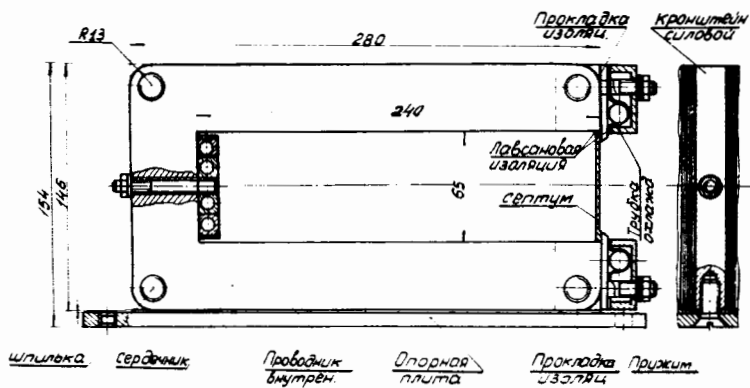 Прокладка
изоляц.
кронштейн
силовой
R13
280
240
Лавсановая
изоляция
154
146
65
септум
Трубка
охлажд
шпилька
Сердечник
Проводник
внутрен.
Опорная
плита
Прокладка
изоляц
Пружит